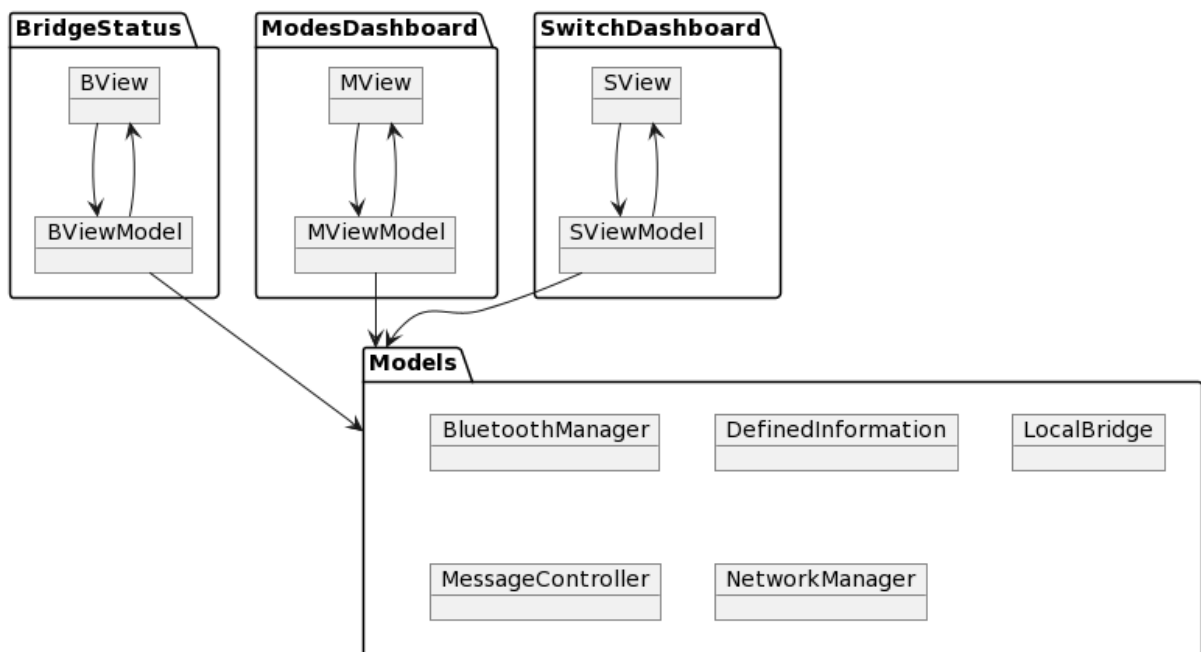 BridgeStatus
ModesDashboard
SwitchDashboard
BView
MView
SView
BViewModel
MViewModel
SViewModel
Models
BluetoothManager
DefinedInformation
LocalBridge
MessageController
NetworkManager